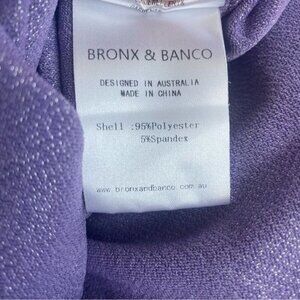 BRONX & BANCO
DESIGNED IN AUSTRALIA
MADE IN CHINA
Shell :95%Polyester
5%Spandex
www.bronxandbanco.com.au